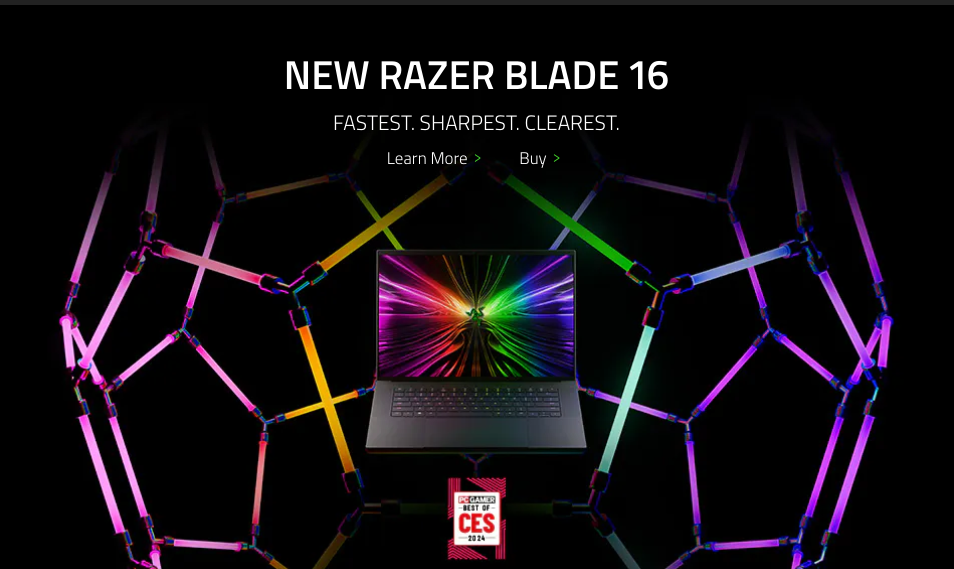 NEW RAZER BLADE 16
FASTEST. SHARPEST. CLEAREST.
Learn More >
Buy >
PC GAMER
BEST OF
CES
2024